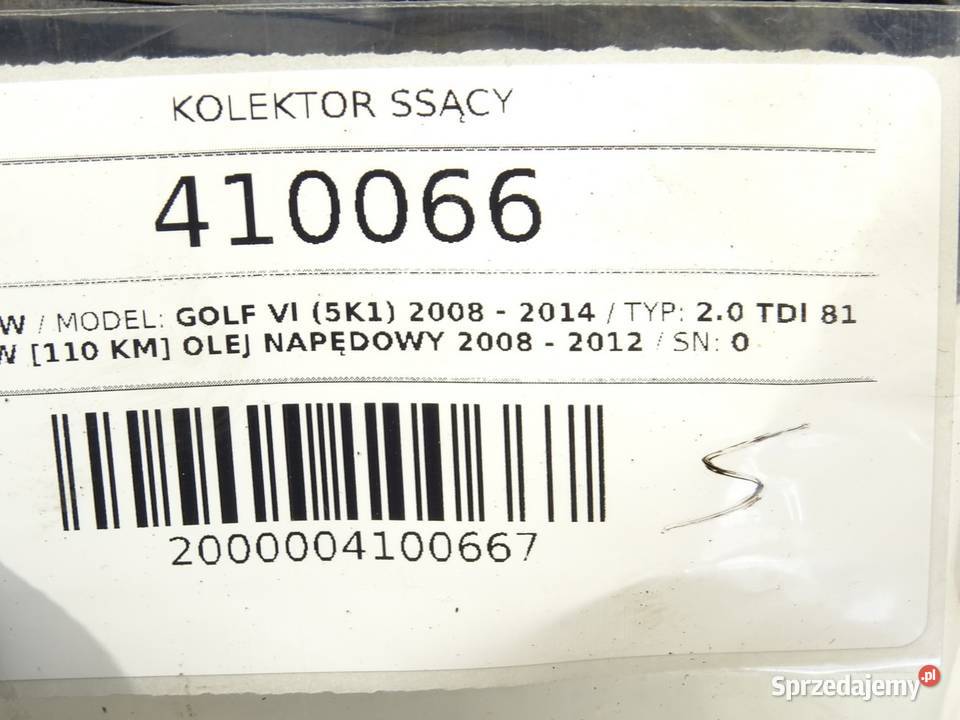 KOLEKTOR SSĄCY
410066
W / MODEL: GOLF VI (5K1) 2008 - 2014 / TYP: 2.0 TDI 81
W [110 KM] OLEJ NAPĘDOWY 2008 - 2012 / SN: 0
2000004100667
Sprzedajemy.pl